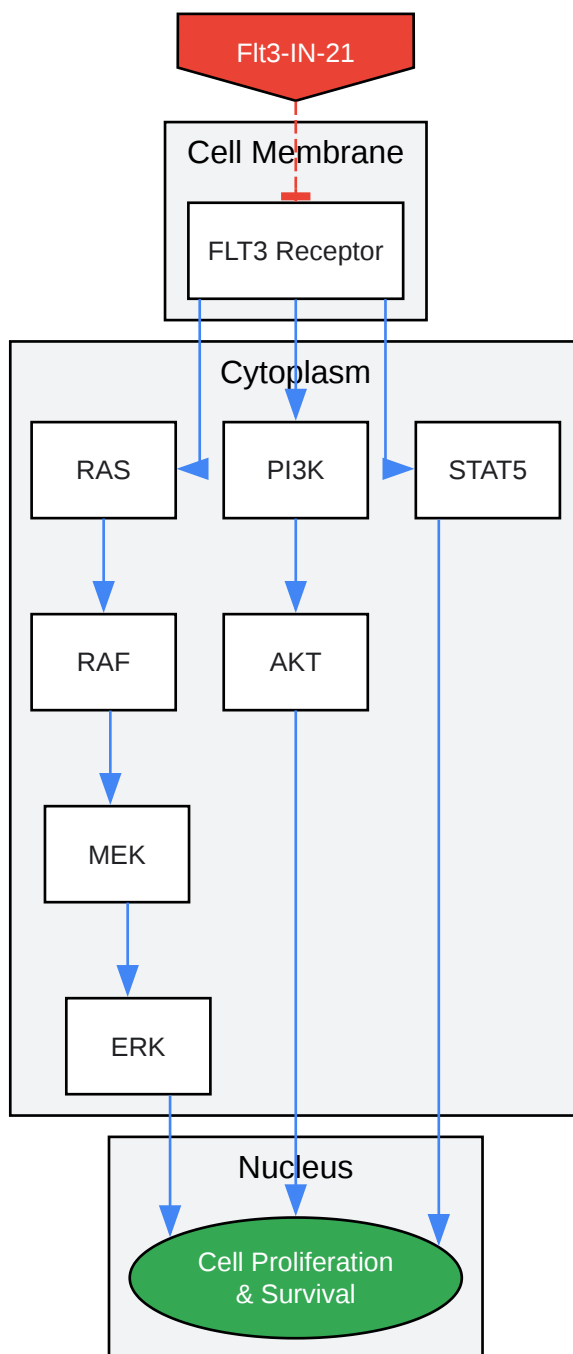 Flt3-IN-21
Cell Membrane
FLT3 Receptor
Cytoplasm
RAS
PI3K
STAT5
RAF
AKT
MEK
ERK
Nucleus
Cell Proliferation
& Survival